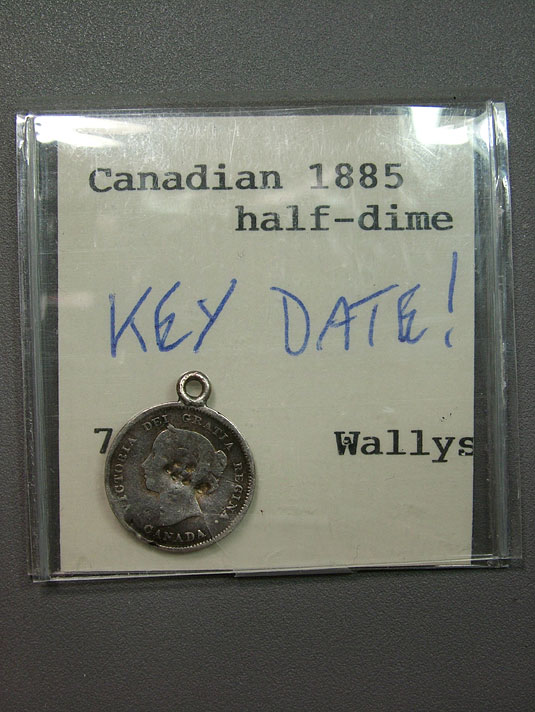 Canadian 1885
half-dime
KEY DATE!
7 Wallys
VICTORIA DEI GRATIA REGINA.
CANADA